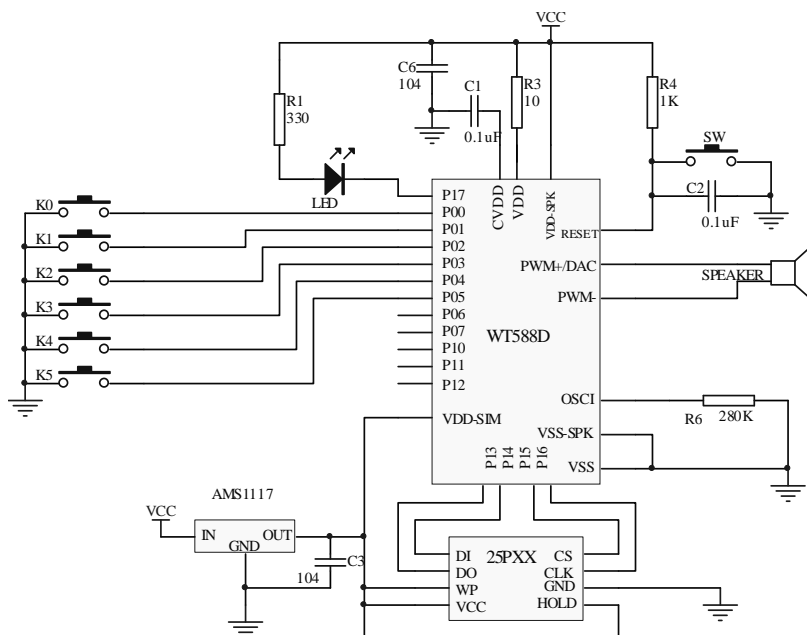 VCC
C6
104
C1
0.1uF
R3
10
R4
1K
R1
330
SW
LED
C2
0.1uF
K0
K1
K2
K3
K4
K5
P17
P00
P01
P02
P03
P04
P05
P06
P07
P10
P11
P12
VDD-SIM
CVDD
VDD
VDD-SPK
RESET
PWM+/DAC
SPEAKER
PWM-
WT588D
OSCI
R6
280K
VSS-SPK
VSS
P13
P14
P15
P16
AMS1117
VCC
IN
OUT
GND
104
C3
25PXX
DI
CS
DO
CLK
WP
GND
VCC
HOLD